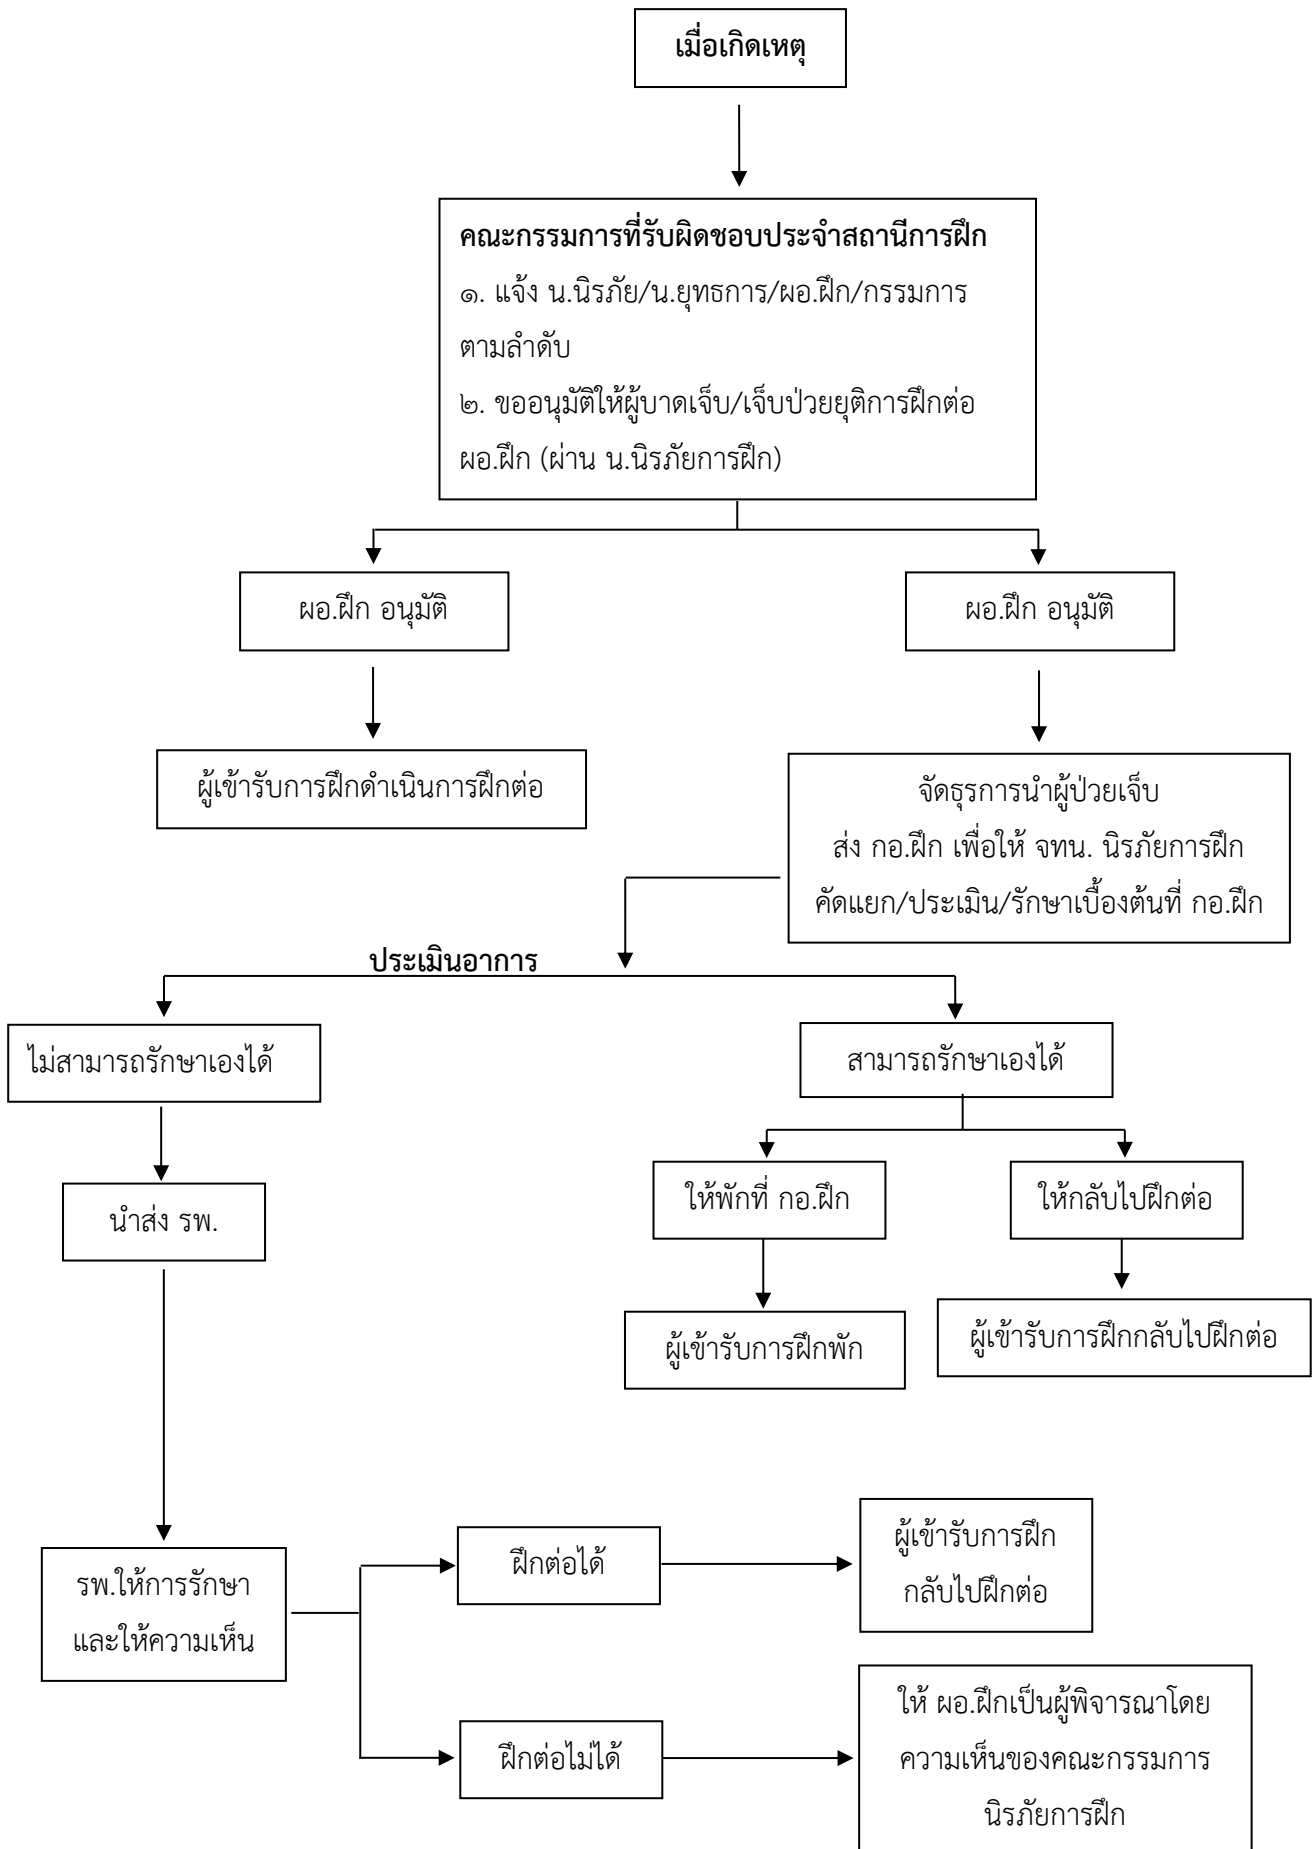 เมื่อเกิดเหตุ
คณะกรรมการที่รับผิดชอบประจำสถานีการฝึก
๑. แจ้ง น.นิรภัย/น.ยุทธการ/ผอ.ฝึก/กรรมการ
ตามลำดับ
๒. ขออนุมัติให้ผู้บาดเจ็บ/เจ็บป่วยยุติการฝึกต่อ
ผอ.ฝึก (ผ่าน น.นิรภัยการฝึก)
ผอ.ฝึก อนุมัติ
ผอ.ฝึก อนุมัติ
ผู้เข้ารับการฝึกดำเนินการฝึกต่อ
จัดธุรการนำผู้ป่วยเจ็บ
ส่ง กอ.ฝึก เพื่อให้ จทน. นิรภัยการฝึก
คัดแยก/ประเมิน/รักษาเบื้องต้นที่ กอ.ฝึก
ประเมินอาการ
ไม่สามารถรักษาเองได้
สามารถรักษาเองได้
นำส่ง รพ.
ให้พักที่ กอ.ฝึก
ให้กลับไปฝึกต่อ
ผู้เข้ารับการฝึกพัก
ผู้เข้ารับการฝึกกลับไปฝึกต่อ
รพ.ให้การรักษา
และให้ความเห็น
ฝึกต่อได้
ผู้เข้ารับการฝึก
กลับไปฝึกต่อ
ฝึกต่อไม่ได้
ให้ ผอ.ฝึกเป็นผู้พิจารณาโดย
ความเห็นของคณะกรรมการ
นิรภัยการฝึก